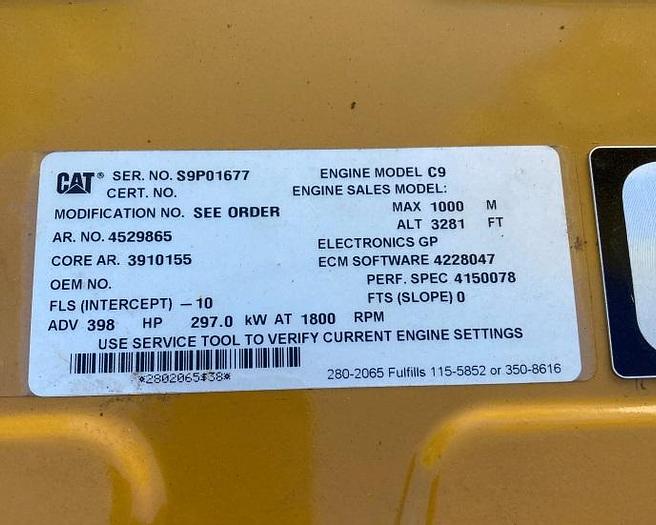 CAT® SER. NO. S9P01677 ENGINE MODEL C9
CERT. NO. ENGINE SALES MODEL:
MODIFICATION NO. SEE ORDER MAX 1000 M
AR. NO. 4529865 ALT 3281 FT
ELECTRONICS GP
CORE AR. 3910155 ECM SOFTWARE 4228047
OEM NO. PERF. SPEC 4150078
FLS (INTERCEPT) -10 FTS (SLOPE) 0
ADV 398 HP 297.0 kW AT 1800 RPM
USE SERVICE TOOL TO VERIFY CURRENT ENGINE SETTINGS
*2802065$38* 280-2065 Fulfills 115-5852 or 350-8616